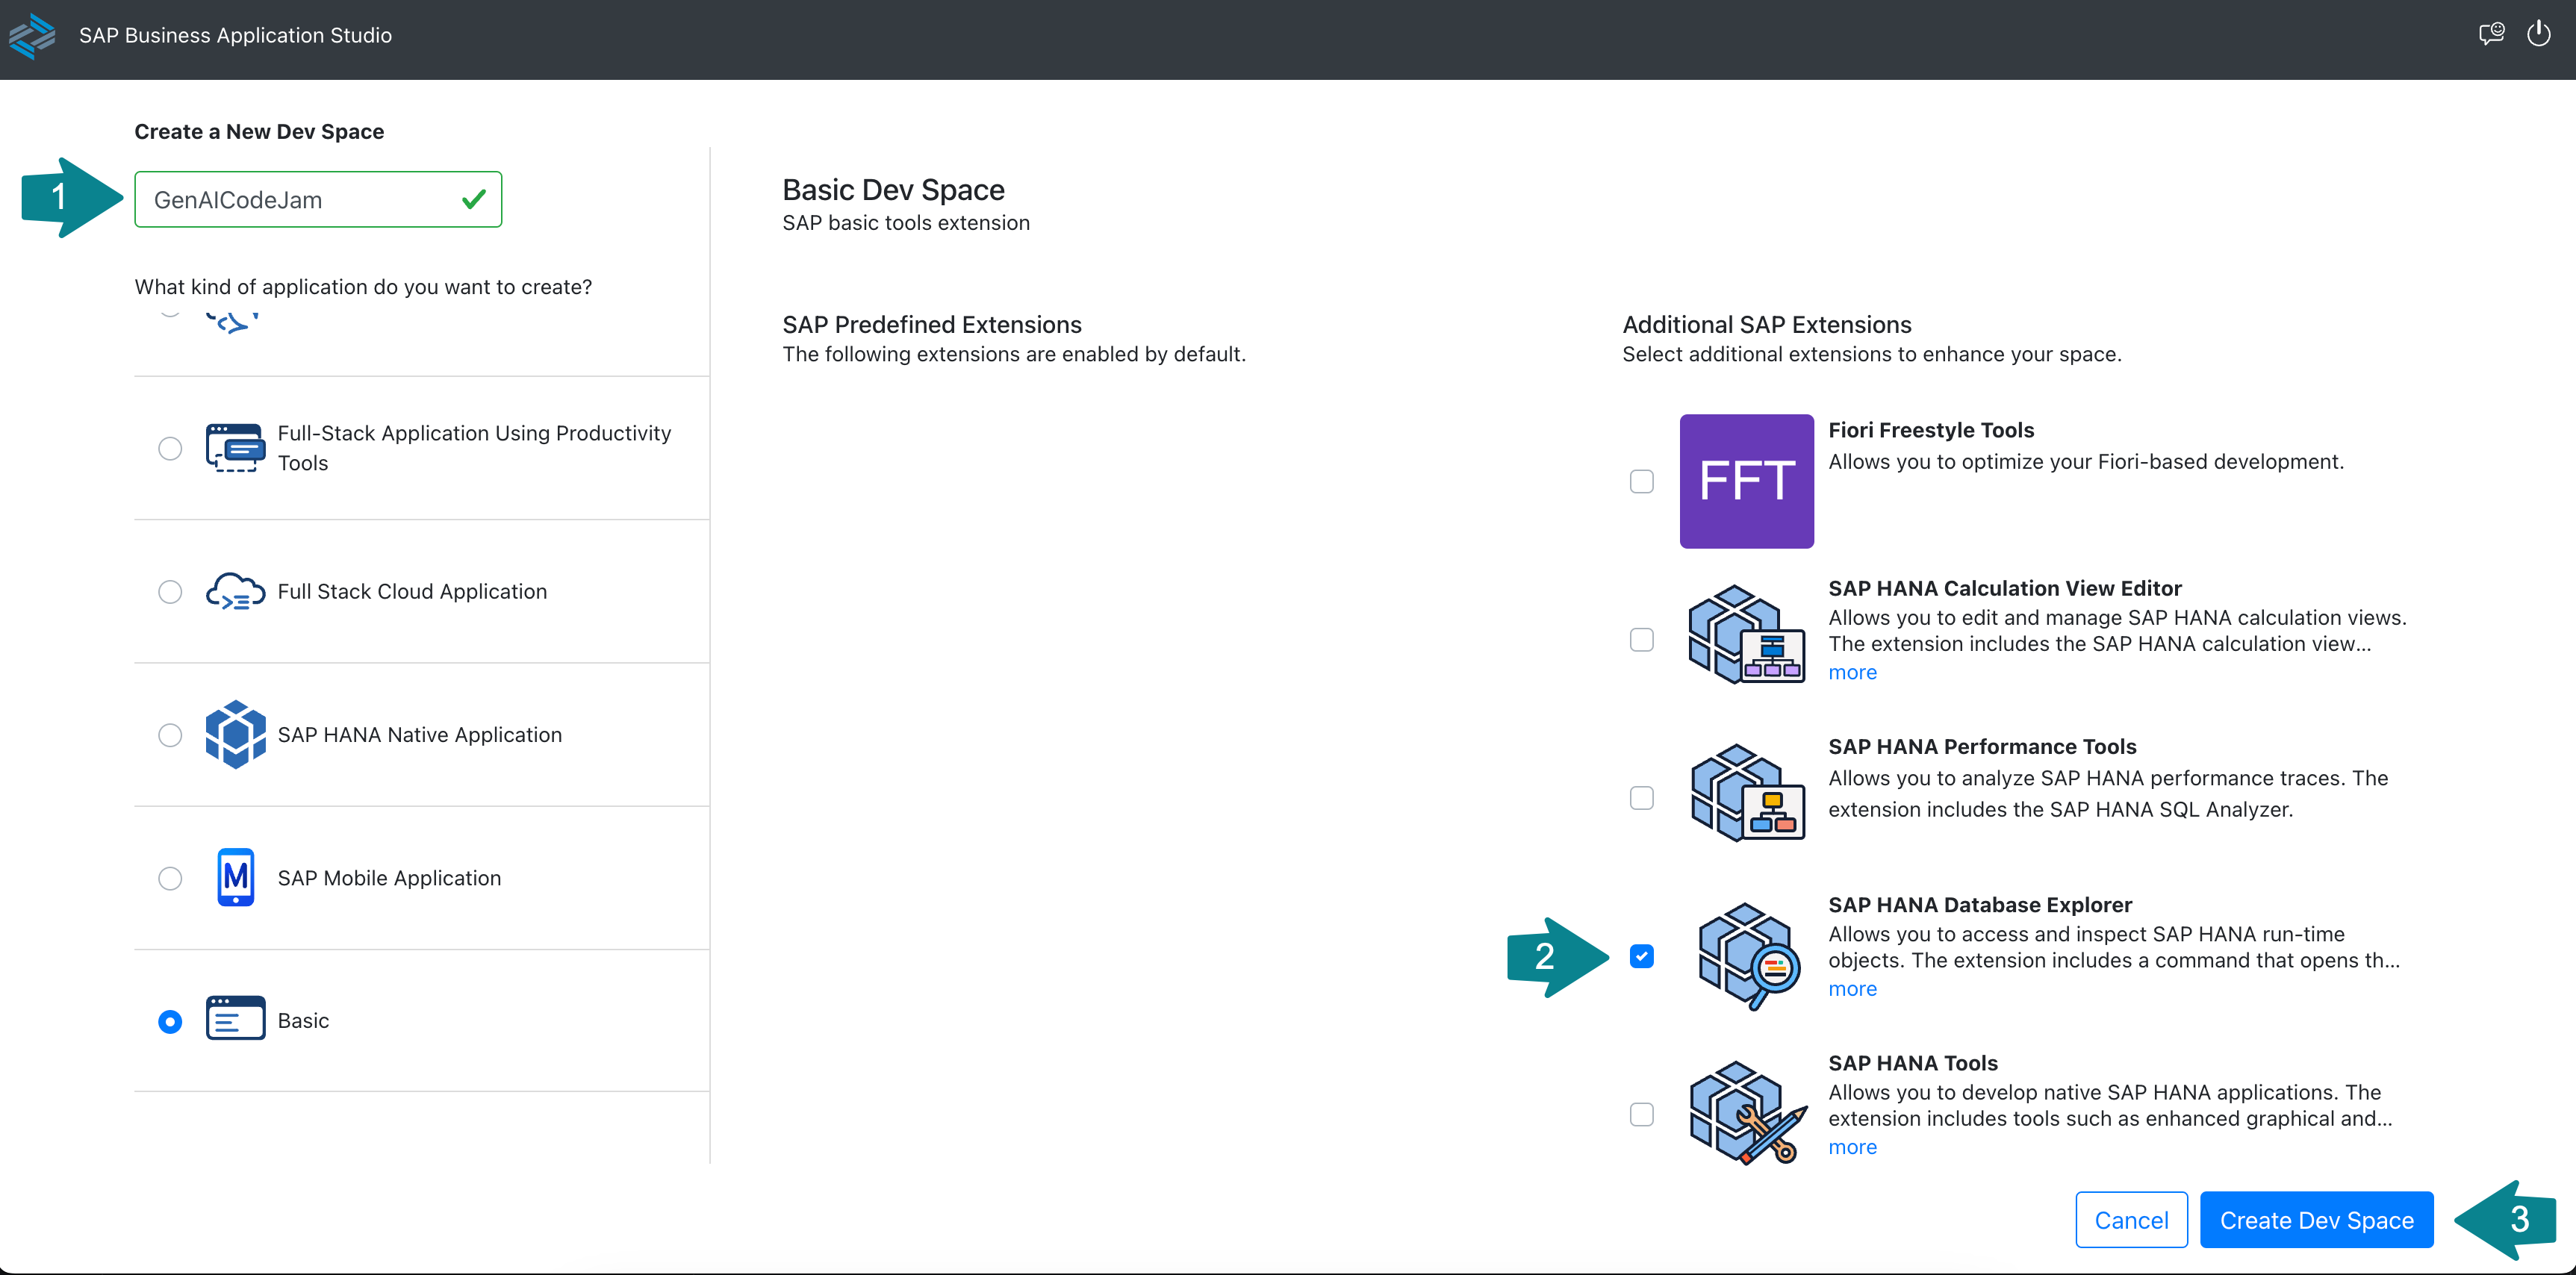 SAP Business Application Studio
Create a New Dev Space
1
GenAICodeJam
What kind of application do you want to create?
Full-Stack Application Using Productivity
Tools
Full Stack Cloud Application
SAP HANA Native Application
M
SAP Mobile Application
Basic
Basic Dev Space
SAP basic tools extension
SAP Predefined Extensions
The following extensions are enabled by default.
Additional SAP Extensions
Select additional extensions to enhance your space.
FFT
Fiori Freestyle Tools
Allows you to optimize your Fiori-based development.
SAP HANA Calculation View Editor
Allows you to edit and manage SAP HANA calculation views.
The extension includes the SAP HANA calculation view...
more
SAP HANA Performance Tools
Allows you to analyze SAP HANA performance traces. The
extension includes the SAP HANA SQL Analyzer.
2
SAP HANA Database Explorer
Allows you to access and inspect SAP HANA run-time
objects. The extension includes a command that opens th...
more
SAP HANA Tools
Allows you to develop native SAP HANA applications. The
extension includes tools such as enhanced graphical and...
more
Cancel
Create Dev Space
3